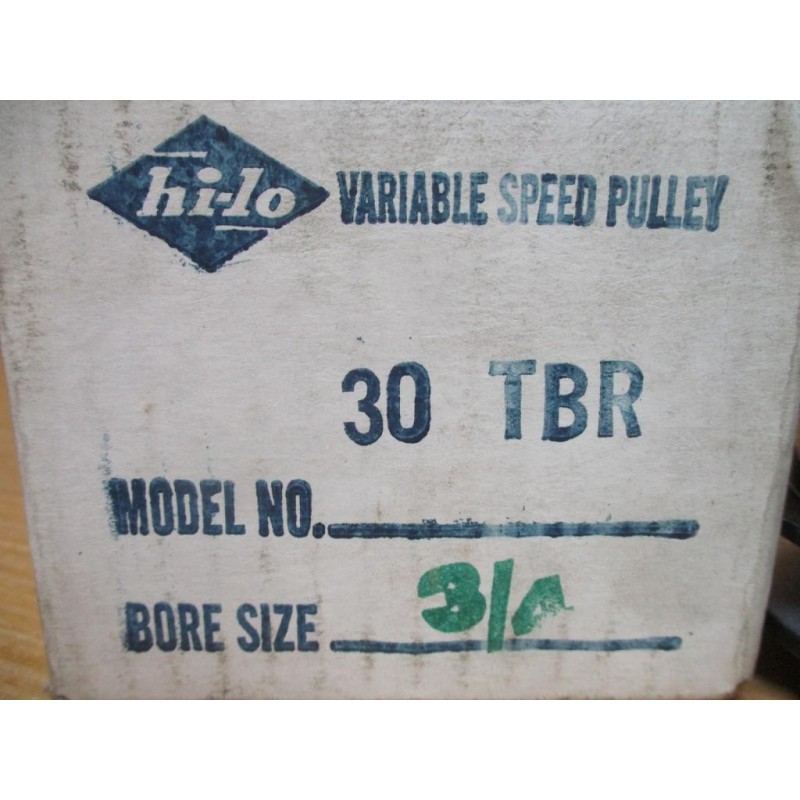 hi-lo VARIABLE SPEED PULLEY
30 TBR
MODEL NO.
BORE SIZE 3/4